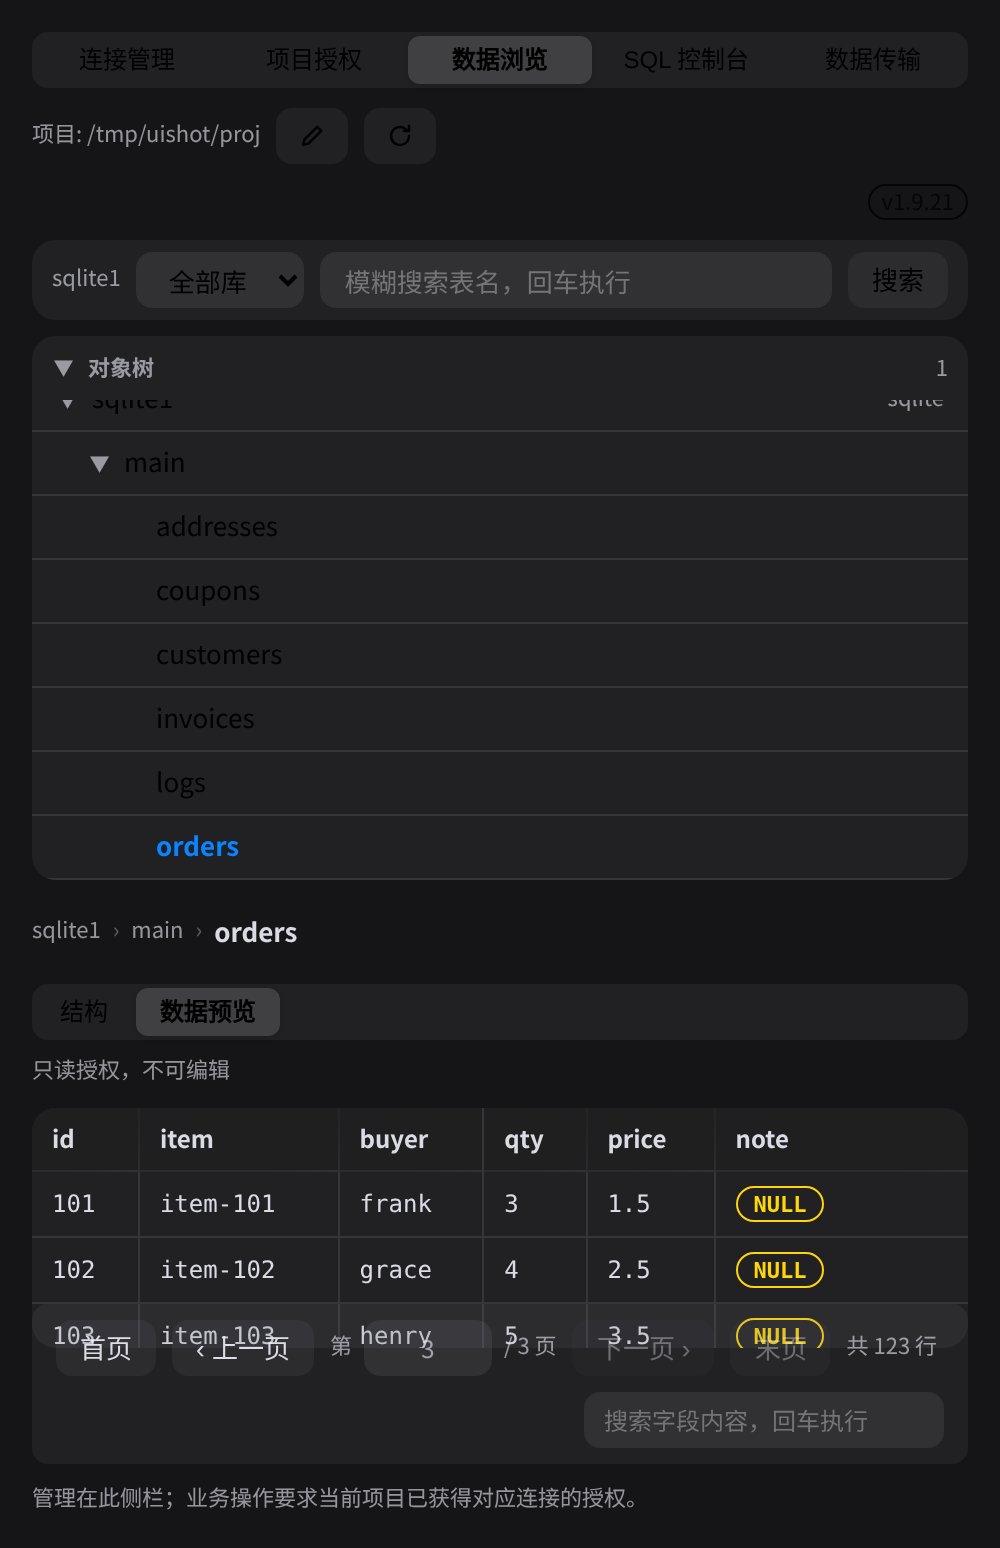 连接管理 项目授权 数据浏览 SQL 控制台 数据传输
项目: /tmp/uishot/proj
v1.9.21
sqlite1 全部库 模糊搜索表名，回车执行 搜索
▼ 对象树 1
▼ sqlite1 sqlite
▼ main
addresses
coupons
customers
invoices
logs
orders
sqlite1 › main › orders
结构 数据预览
只读授权，不可编辑
id item buyer qty price note
101 item-101 frank 3 1.5 NULL
102 item-102 grace 4 2.5 NULL
103 item-103 henry 5 3.5 NULL
首页 ‹ 上一页 第 3 / 3 页 下一页 › 末页 共 123 行
搜索字段内容，回车执行
管理在此侧栏；业务操作要求当前项目已获得对应连接的授权。